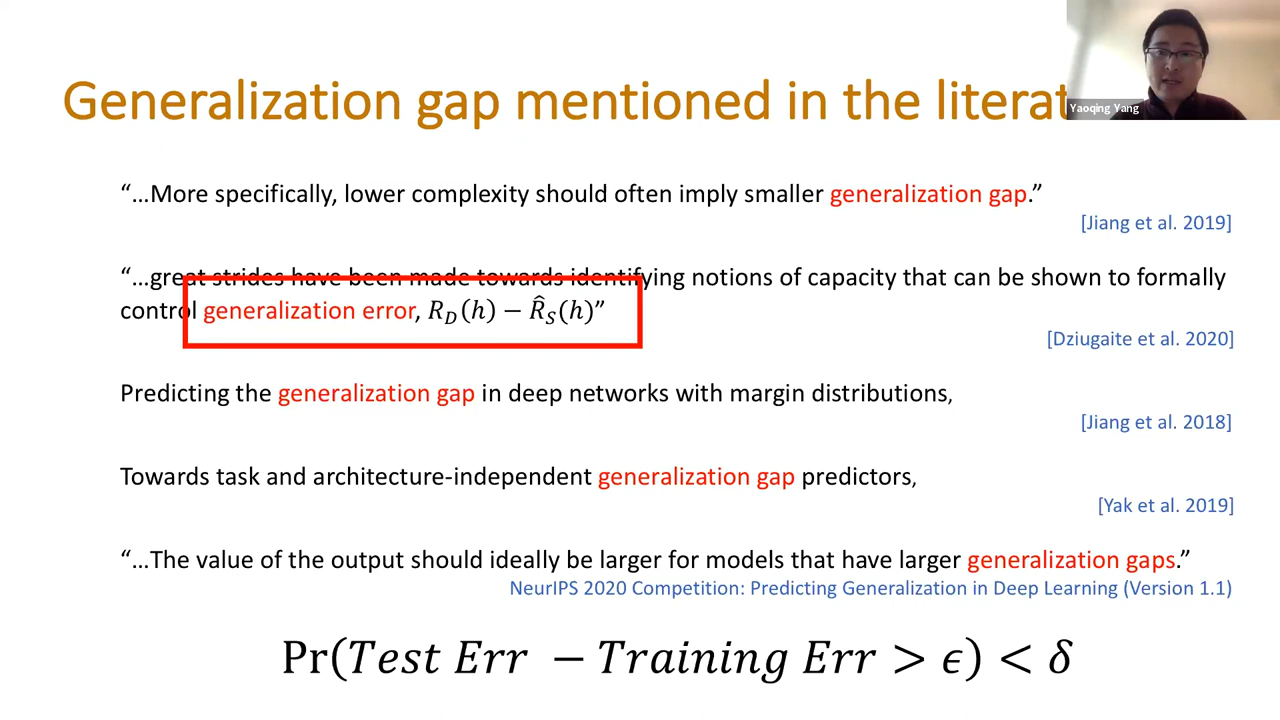 Generalization gap mentioned in the literat
Yaoqing Yang
“…More specifically, lower complexity should often imply smaller generalization gap.”
[Jiang et al. 2019]
“…great strides have been made towards identifying notions of capacity that can be shown to formally
control generalization error, R_D(h) − R̂_S(h)”
[Dziugaite et al. 2020]
Predicting the generalization gap in deep networks with margin distributions,
[Jiang et al. 2018]
Towards task and architecture-independent generalization gap predictors,
[Yak et al. 2019]
“…The value of the output should ideally be larger for models that have larger generalization gaps.”
NeurIPS 2020 Competition: Predicting Generalization in Deep Learning (Version 1.1)
Pr(Test Err − Training Err > ϵ) < δ